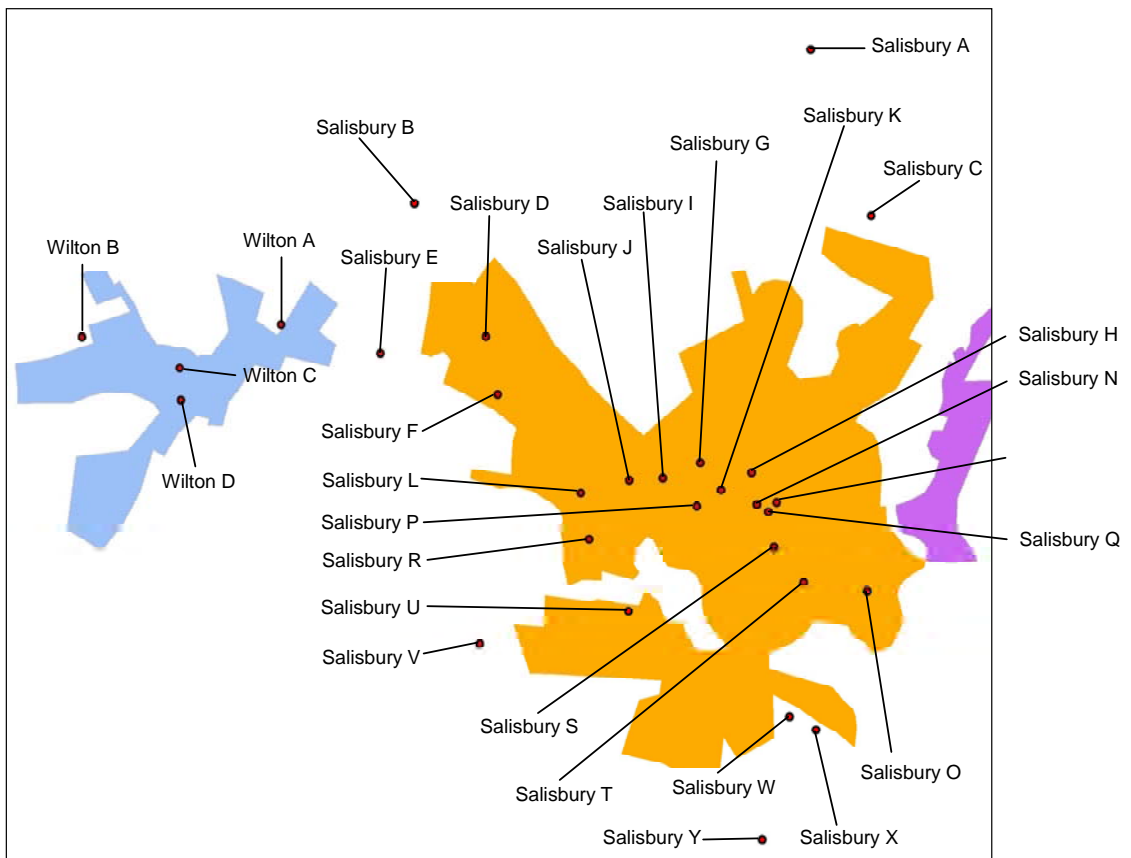 Salisbury A
Salisbury K
Salisbury B
Salisbury G
Salisbury C
Salisbury D
Salisbury I
Wilton B
Wilton A
Salisbury E
Salisbury J
Salisbury H
Wilton C
Salisbury N
Salisbury F
Wilton D
Salisbury L
Salisbury P
Salisbury Q
Salisbury R
Salisbury U
Salisbury V
Salisbury S
Salisbury O
Salisbury W
Salisbury T
Salisbury Y
Salisbury X